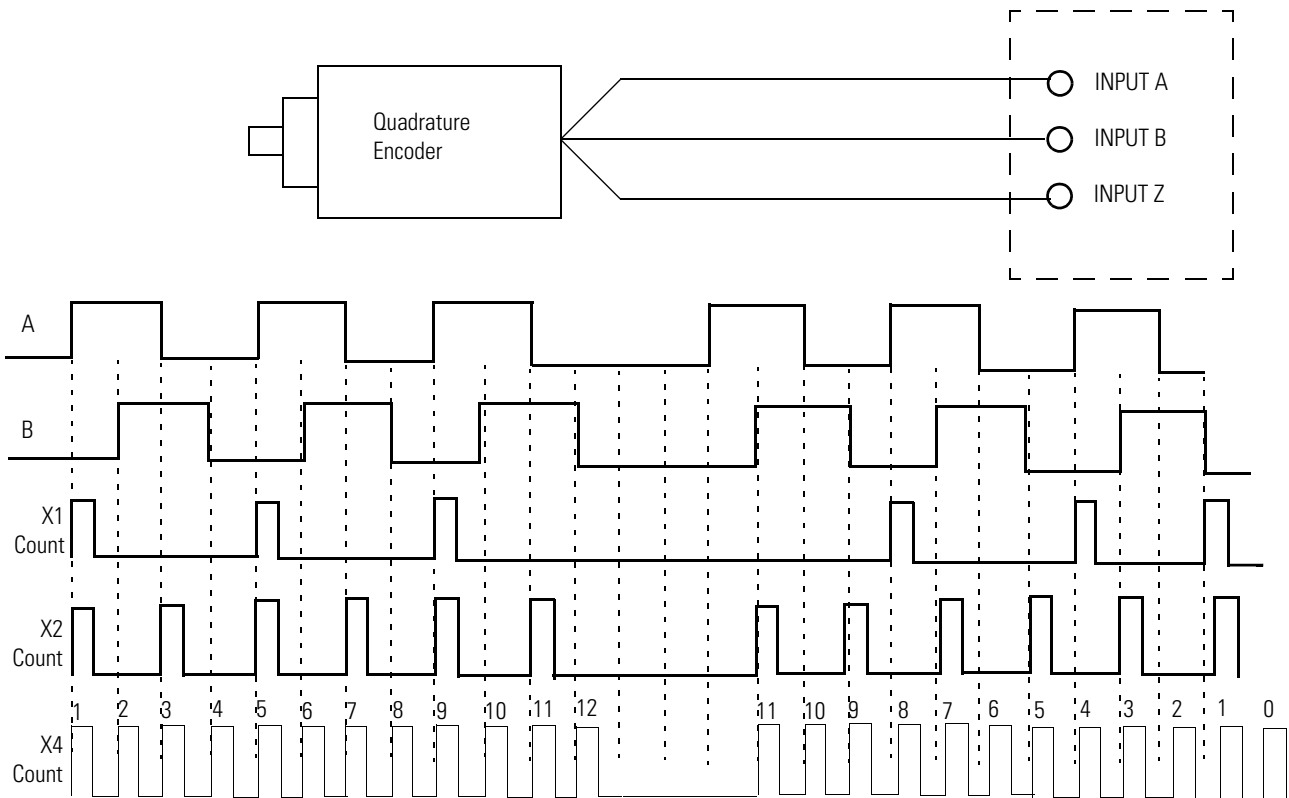 Quadrature
Encoder
INPUT A
INPUT B
INPUT Z
A
B
X1
Count
X2
Count
1 2 3 4 5 6 7 8 9 10 11 12 11 10 9 8 7 6 5 4 3 2 1 0
X4
Count